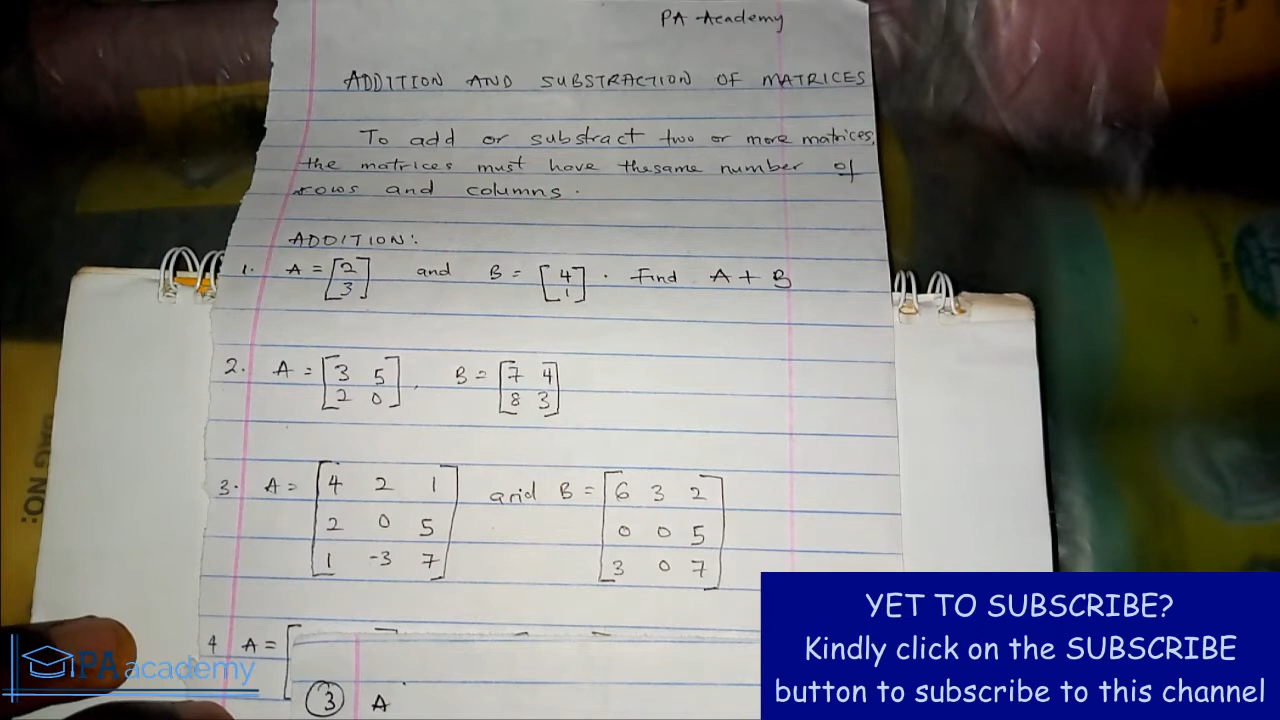 PA Academy
ADDITION AND SUBSTRACTION OF MATRICES
To add or substract two or more matrices,
the matrices must have thesame number of
rows and columns.
ADDITION:
1. A = [2 and B = [4] . Find A + B
3] 1
2. A = [3 5] , B = [7 4]
2 0 8 3
3. A = [4 2 1] and B = [6 3 2]
2 0 5 0 0 5
1 -3 7 3 0 7
4 A = [
3 A
PA academy
BAG NO:
YET TO SUBSCRIBE?
Kindly click on the SUBSCRIBE
button to subscribe to this channel